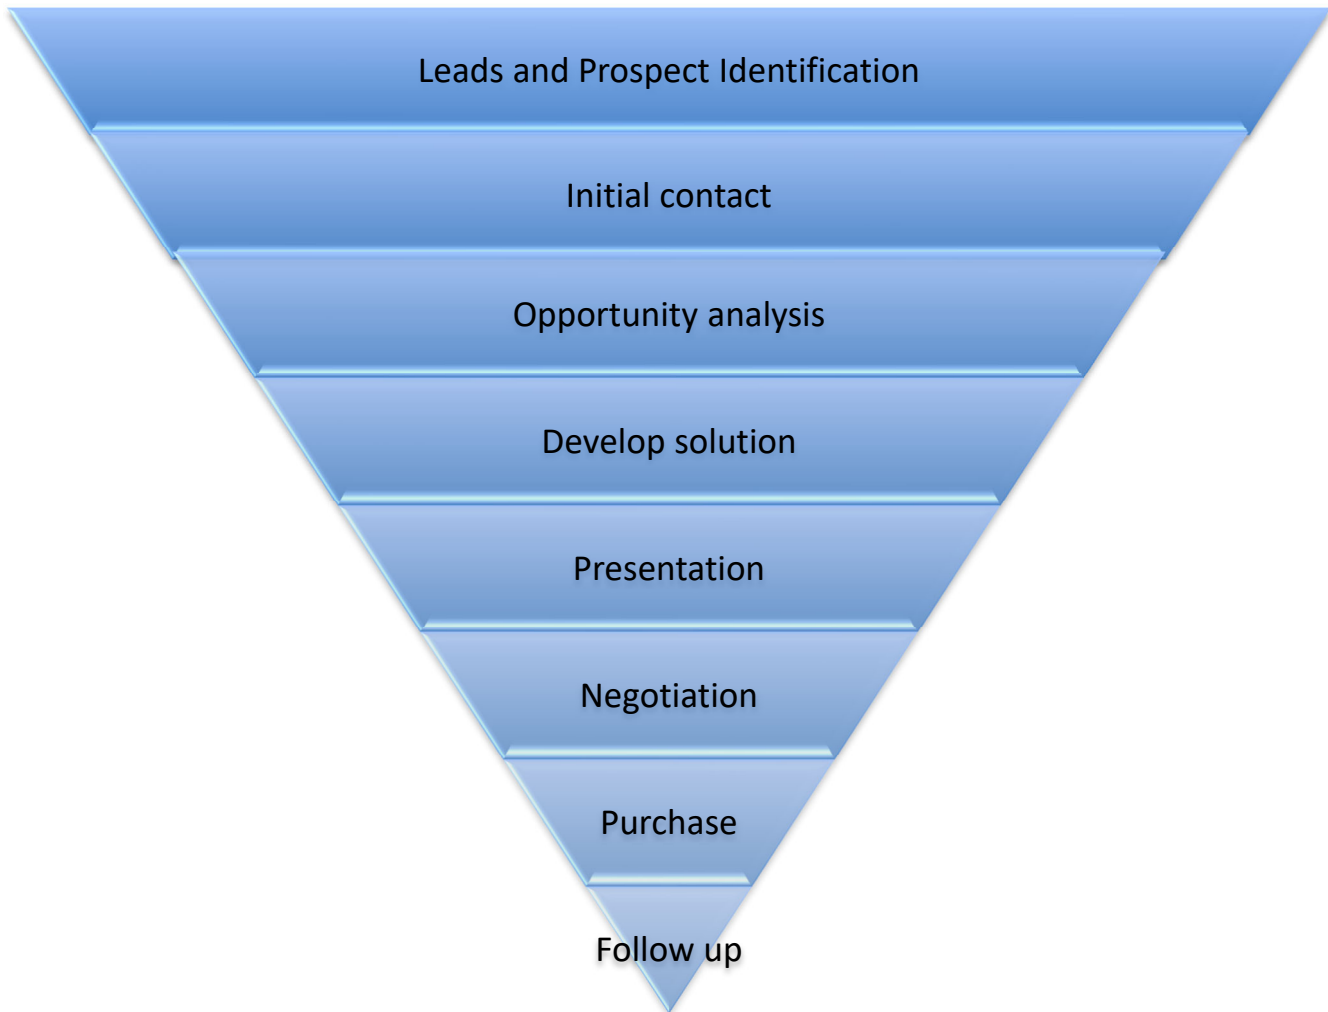 Leads and Prospect Identification
Initial contact
Opportunity analysis
Develop solution
Presentation
Negotiation
Purchase
Follow up